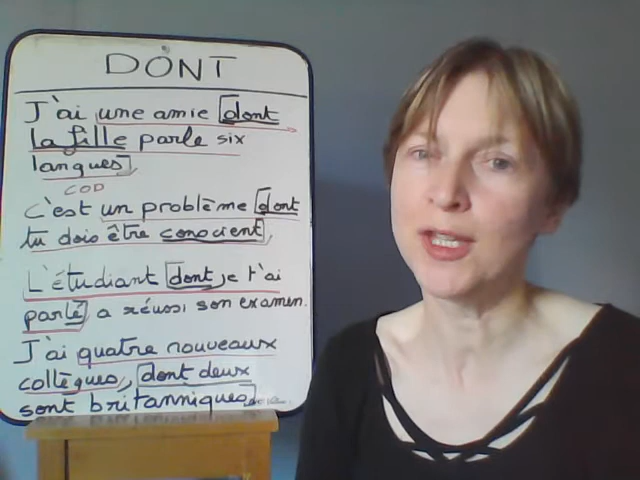 DONT
J'ai une amie dont
la fille parle six
langues.
COD
C'est un problème dont
tu dois être conscient.
L'étudiant dont je t'ai
parlé a réussi son examen.
J'ai quatre nouveaux
collègues, dont deux
sont britanniques.